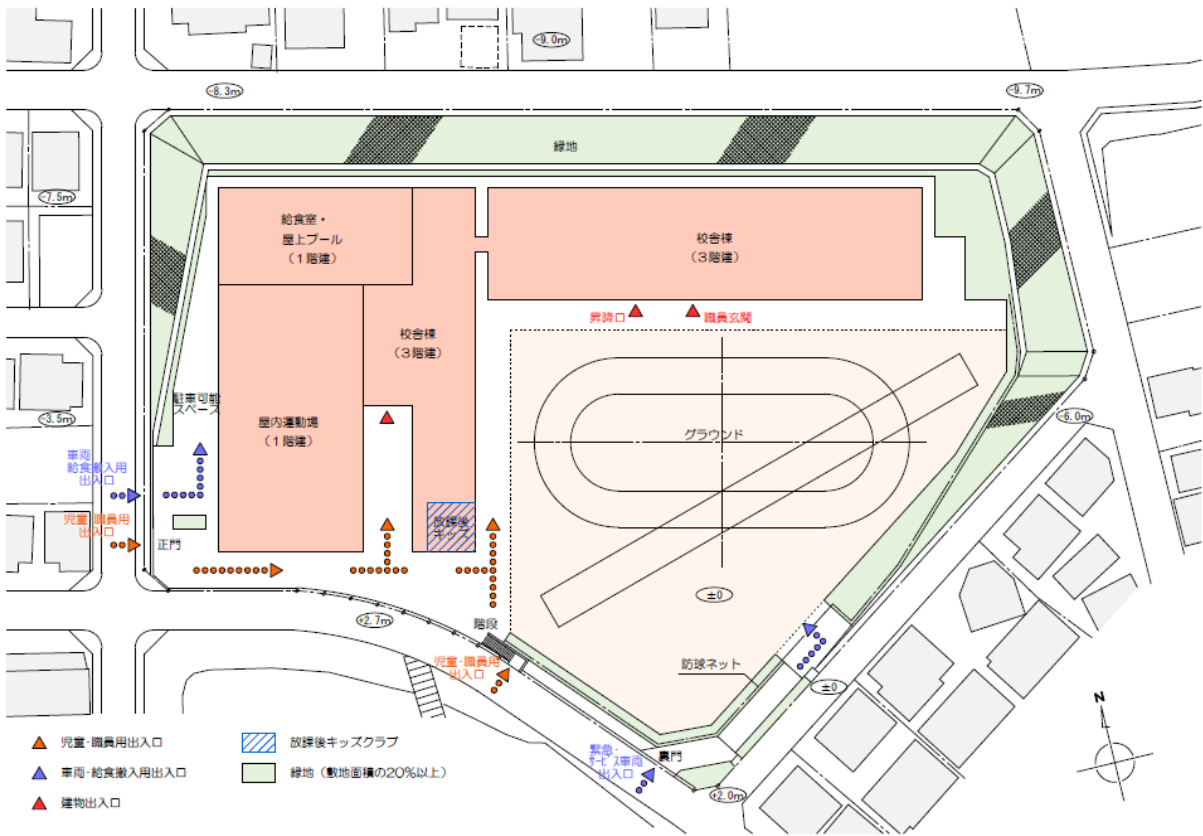 -9.0m
-8.3m
-9.7m
緑地
-7.5m
給食室・
屋上プール
（１階建）
校舎棟
（３階建）
昇降口
職員玄関
校舎棟
（３階建）
駐車可能
スペース
-3.5m
屋内運動場
（１階建）
グラウンド
-6.0m
車両
給食搬入用
出入口
児童・職員用
出入口
正門
放課後
キッズ
±0
+2.7m
階段
児童・職員用
出入口
防球ネット
±0
緊急・
サービス車両
出入口
裏門
+2.0m
N
児童・職員用出入口
放課後キッズクラブ
車両・給食搬入用出入口
緑地（敷地面積の20%以上）
建物出入口